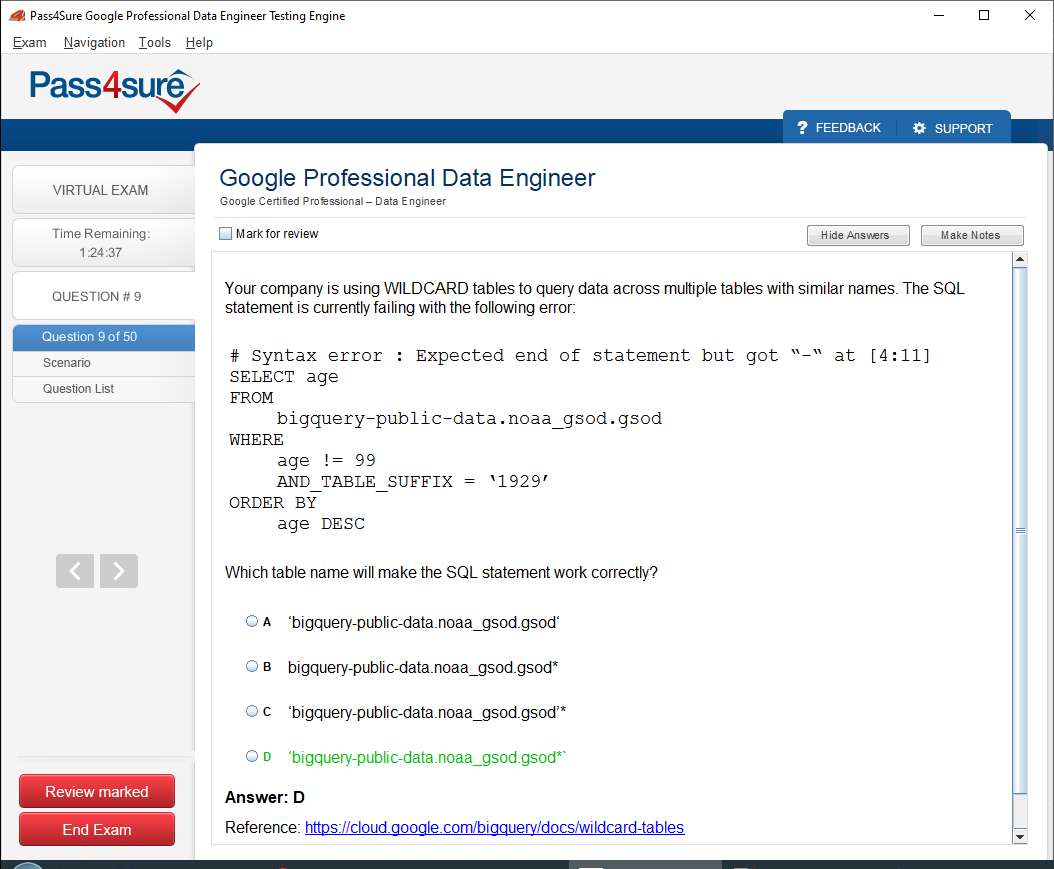 Pass4Sure Google Professional Data Engineer Testing Engine
Exam Navigation Tools Help
Pass4sure
? FEEDBACK SUPPORT
VIRTUAL EXAM
Time Remaining:
1:24:37
QUESTION # 9
Question 9 of 50
Scenario
Question List
Review marked
End Exam
Google Professional Data Engineer
Google Certified Professional – Data Engineer
Mark for review
Hide Answers Make Notes
Your company is using WILDCARD tables to query data across multiple tables with similar names. The SQL
statement is currently failing with the following error:
# Syntax error : Expected end of statement but got “-“ at [4:11]
SELECT age
FROM
bigquery-public-data.noaa_gsod.gsod
WHERE
age != 99
AND_TABLE_SUFFIX = ‘1929’
ORDER BY
age DESC
Which table name will make the SQL statement work correctly?
A ‘bigquery-public-data.noaa_gsod.gsod‘
B bigquery-public-data.noaa_gsod.gsod*
C ‘bigquery-public-data.noaa_gsod.gsod’*
D ‘bigquery-public-data.noaa_gsod.gsod*`
Answer: D
Reference: https://cloud.google.com/bigquery/docs/wildcard-tables